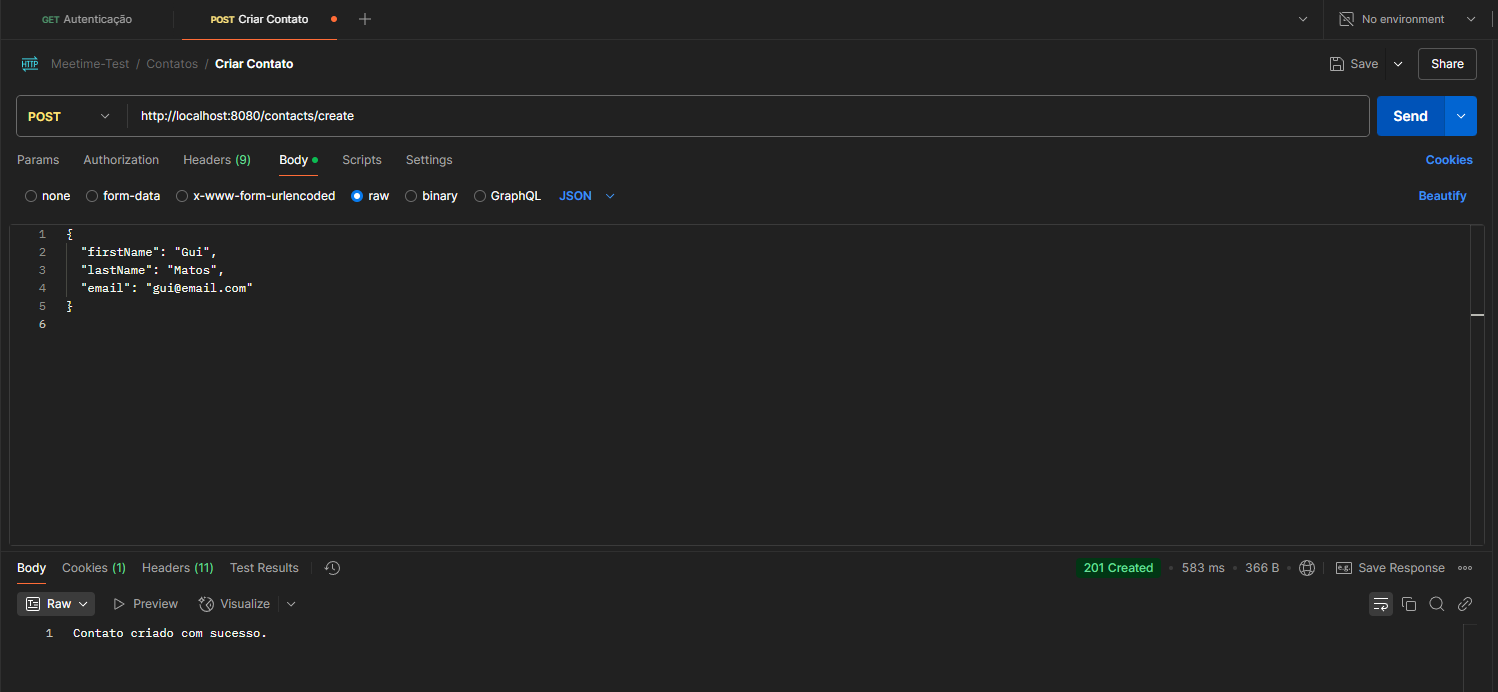 GET Autenticação POST Criar Contato No environment
HTTP Meetime-Test / Contatos / Criar Contato Save Share
POST http://localhost:8080/contacts/create Send
Params Authorization Headers (9) Body Scripts Settings Cookies
none form-data x-www-form-urlencoded raw binary GraphQL JSON Beautify
1 {
2 "firstName": "Gui",
3 "lastName": "Matos",
4 "email": "gui@email.com"
5 }
6
Body Cookies (1) Headers (11) Test Results 201 Created 583 ms 366 B e.g. Save Response
Raw Preview Visualize
1 Contato criado com sucesso.